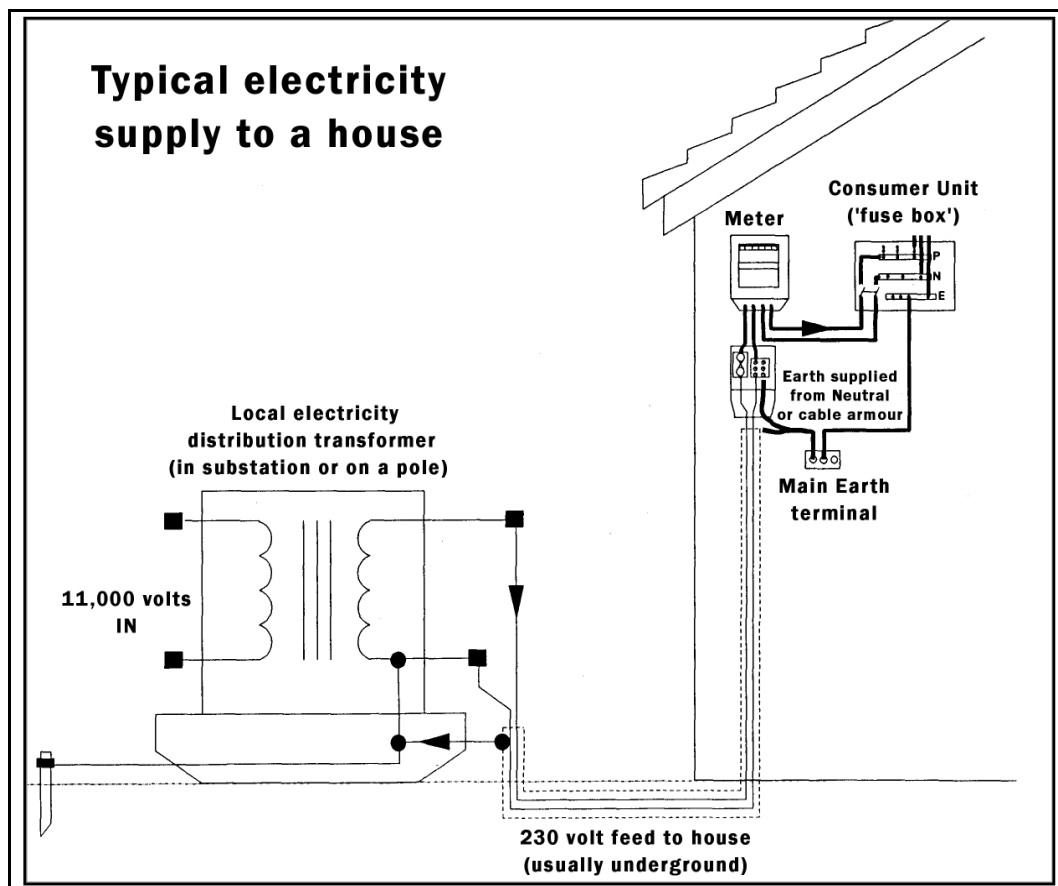 Typical electricity
supply to a house
Consumer Unit
('fuse box')
Meter
P
N
E
Earth supplied
from Neutral
or cable armour
Main Earth
terminal
Local electricity
distribution transformer
(in substation or on a pole)
11,000 volts
IN
230 volt feed to house
(usually underground)